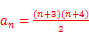 aₙ = (n+3)(n+4)/2